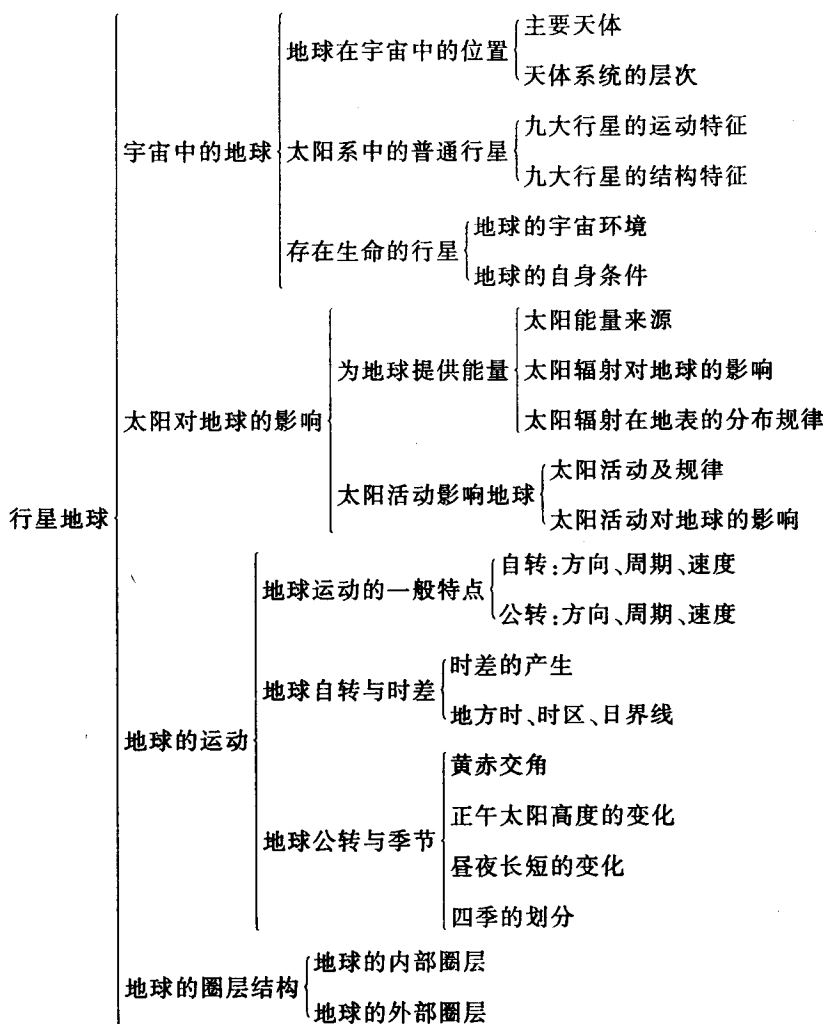 主要天体
地球在宇宙中的位置
天体系统的层次
九大行星的运动特征
宇宙中的地球
太阳系中的普通行星
九大行星的结构特征
地球的宇宙环境
存在生命的行星
地球的自身条件
太阳能量来源
为地球提供能量
太阳辐射对地球的影响
太阳对地球的影响
太阳辐射在地表的分布规律
太阳活动及规律
太阳活动影响地球
太阳活动对地球的影响
行星地球
自转:方向、周期、速度
地球运动的一般特点
公转:方向、周期、速度
时差的产生
地球自转与时差
地方时、时区、日界线
地球的运动
黄赤交角
正午太阳高度的变化
地球公转与季节
昼夜长短的变化
四季的划分
地球的内部圈层
地球的圈层结构
地球的外部圈层